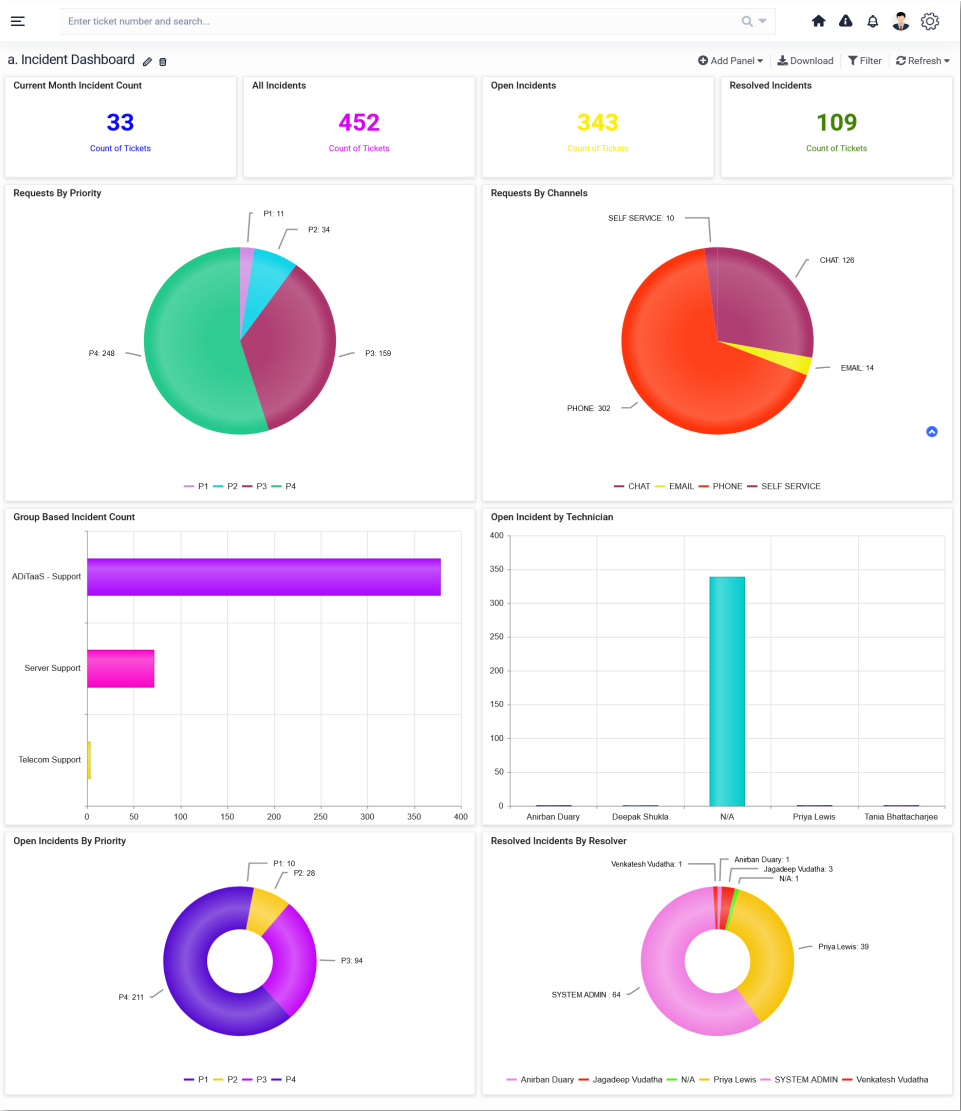 Enter ticket number and search...
a. Incident Dashboard
Add Panel Download Filter Refresh
Current Month Incident Count
33
Count of Tickets
All Incidents
452
Count of Tickets
Open Incidents
343
Count of Tickets
Resolved Incidents
109
Count of Tickets
Requests By Priority
P1: 11
P2: 34
P4: 248
P3: 159
P1 P2 P3 P4
Requests By Channels
SELF SERVICE: 10
CHAT: 126
EMAIL: 14
PHONE: 302
CHAT EMAIL PHONE SELF SERVICE
Group Based Incident Count
ADiTaaS - Support
Server Support
Telecom Support
0 50 100 150 200 250 300 350 400
Open Incident by Technician
400
350
300
250
200
150
100
50
0
Anirban Duary Deepak Shukla N/A Priya Lewis Tania Bhattacharjee
Open Incidents By Priority
P1: 10
P2: 28
P3: 94
P4: 211
P1 P2 P3 P4
Resolved Incidents By Resolver
Venkatesh Vudatha: 1
Anirban Duary: 1
Jagadeep Vudatha: 3
N/A: 1
Priya Lewis: 39
SYSTEM.ADMIN : 64
Anirban Duary Jagadeep Vudatha N/A Priya Lewis SYSTEM.ADMIN Venkatesh Vudatha